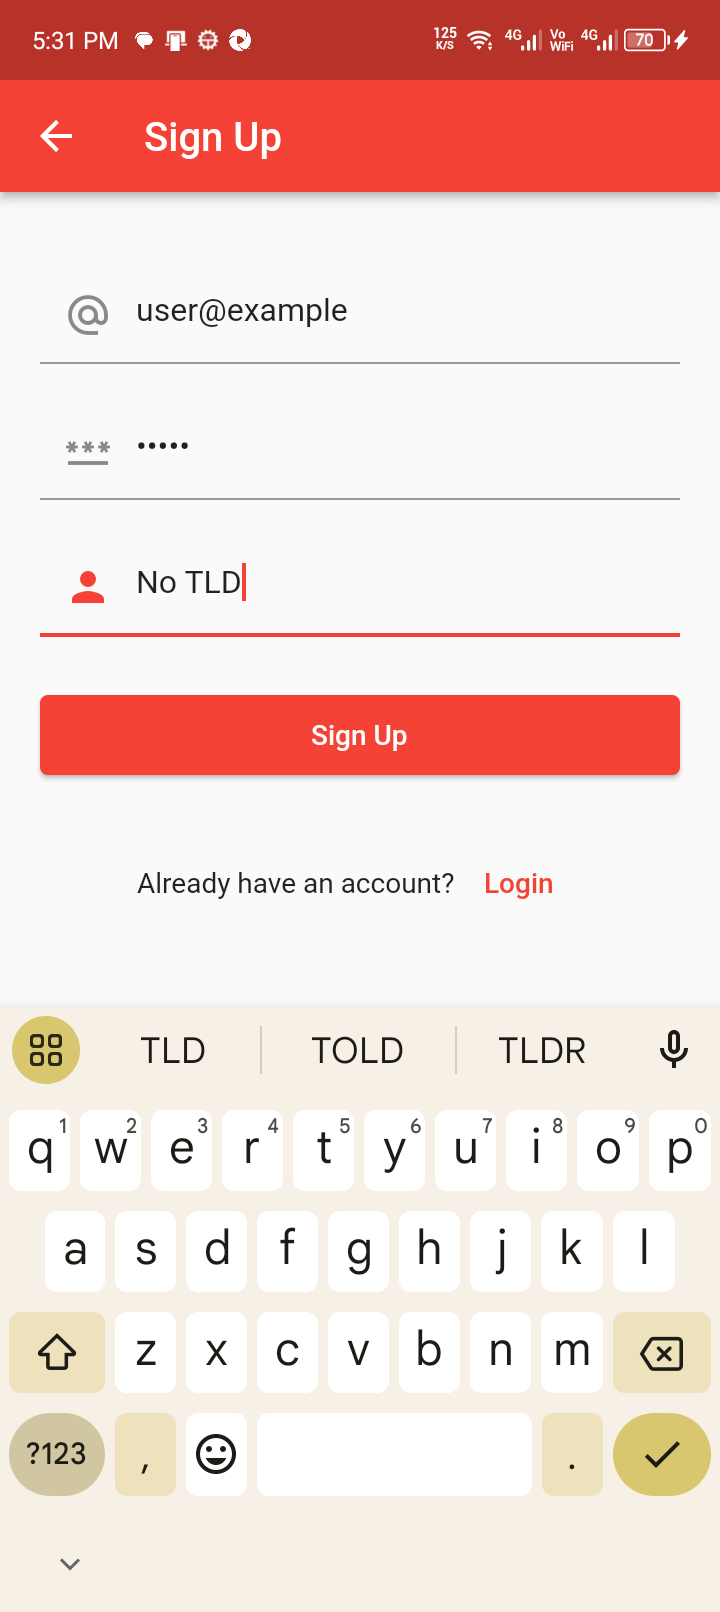 5:31 PM 125 K/S 4G Vo WiFi 4G 70
Sign Up
user@example
•••••
No TLD
Sign Up
Already have an account? Login
TLD TOLD TLDR
q1 w2 e3 r4 t5 y6 u7 i8 o9 p0
a s d f g h j k l
z x c v b n m
?123 , .